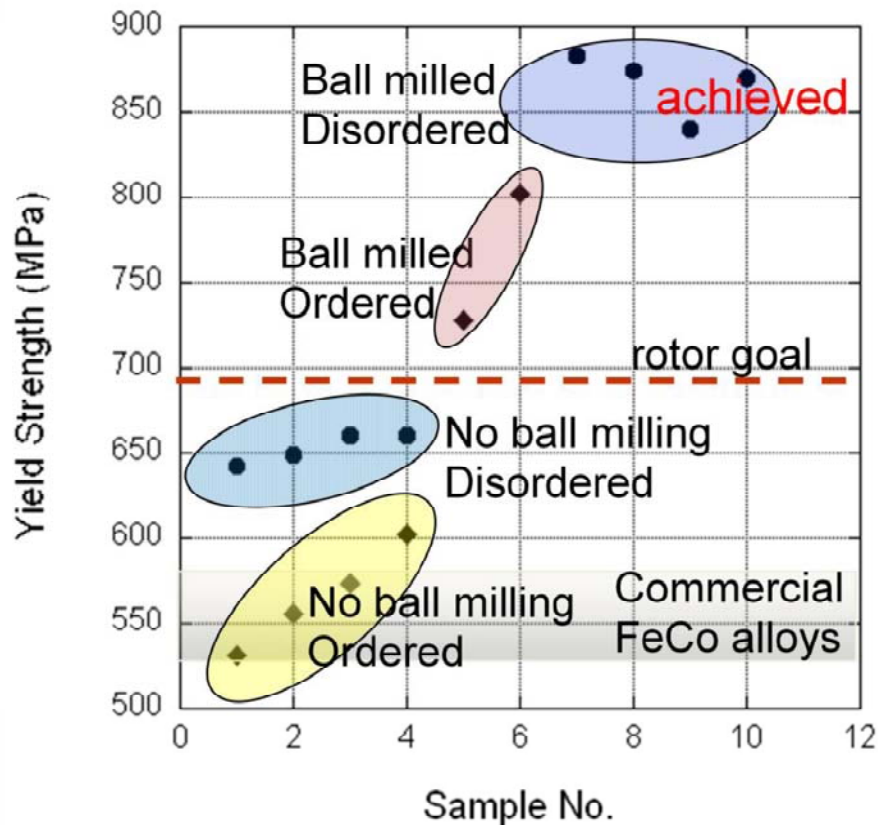 900
850
800
750
700
650
600
550
500
Yield Strength (MPa)
Ball milled
Disordered
achieved
Ball milled
Ordered
rotor goal
No ball milling
Disordered
No ball milling
Ordered
Commercial
FeCo alloys
0 2 4 6 8 10 12
Sample No.